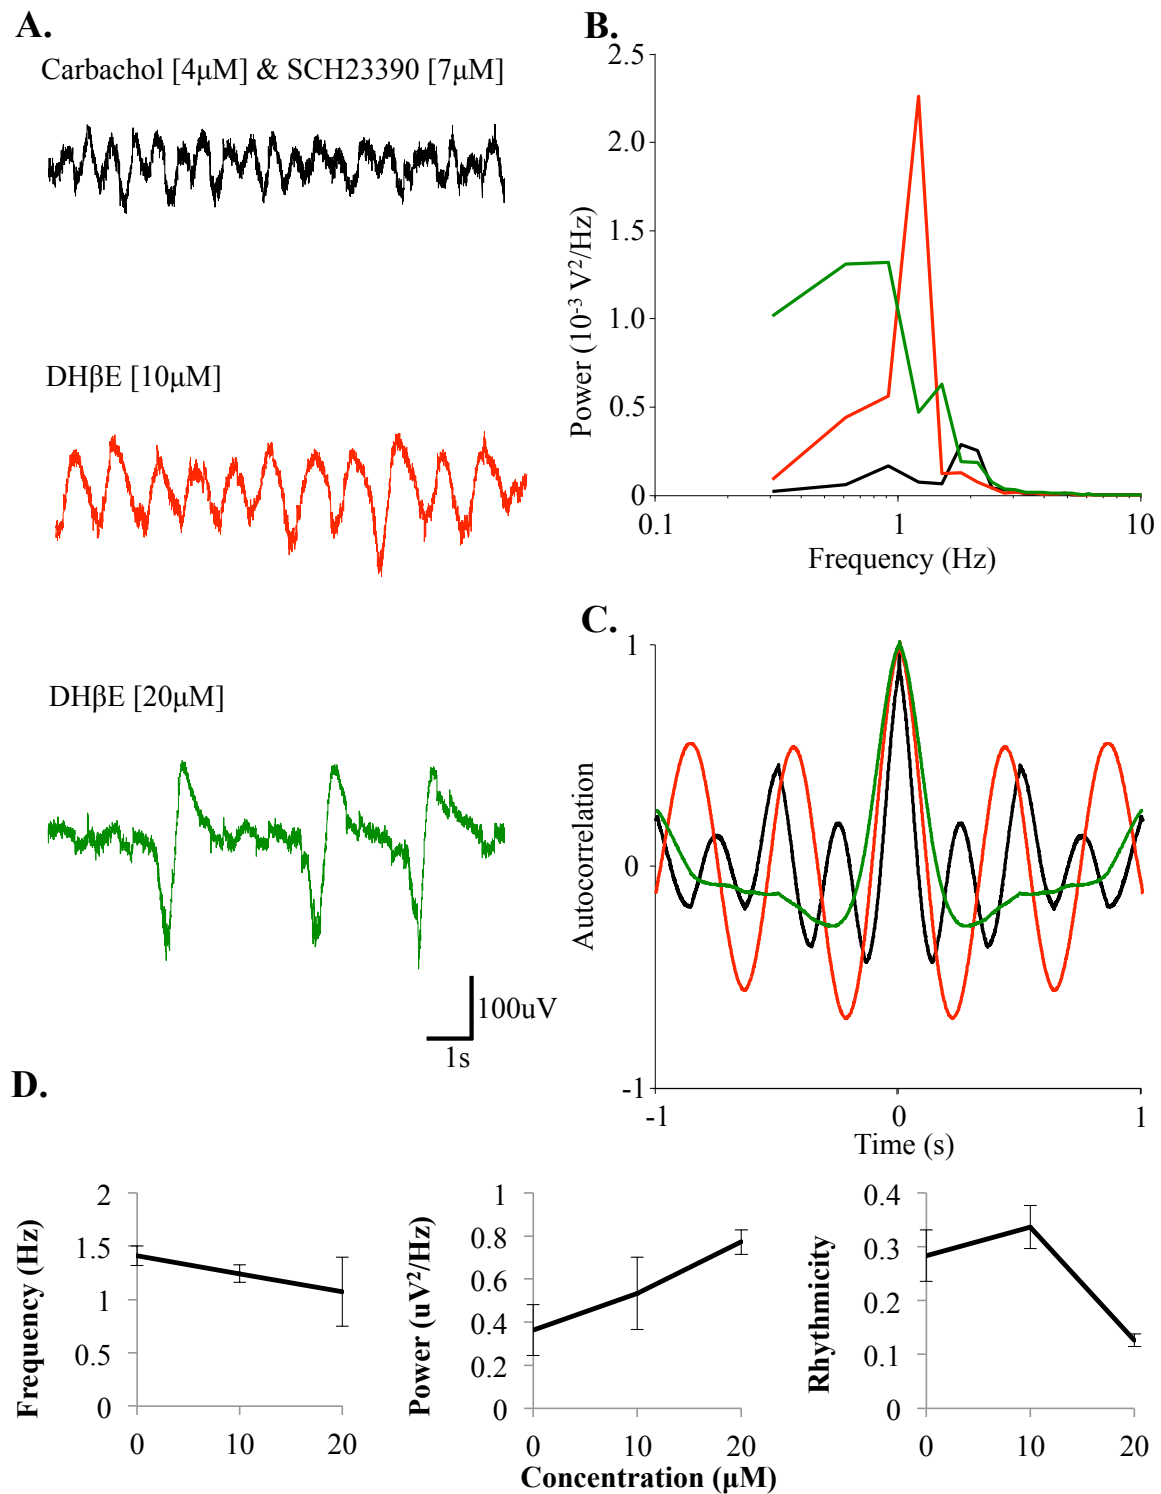 A.
Carbachol [4μM] & SCH23390 [7μM]
DHβE [10μM]
DHβE [20μM]
100uV
1s
B.
2.5
2.0
1.5
1.0
0.5
0
Power (10-3 V2/Hz)
0.1
1
10
Frequency (Hz)
C.
1
0
-1
Autocorrelation
-1
0
1
Time (s)
D.
2
1.5
1
0.5
0
Frequency (Hz)
0
10
20
1
0.8
0.6
0.4
0.2
0
Power (uV2/Hz)
0
10
20
0.4
0.3
0.2
0.1
0
Rhythmicity
0
10
20
Concentration (μM)